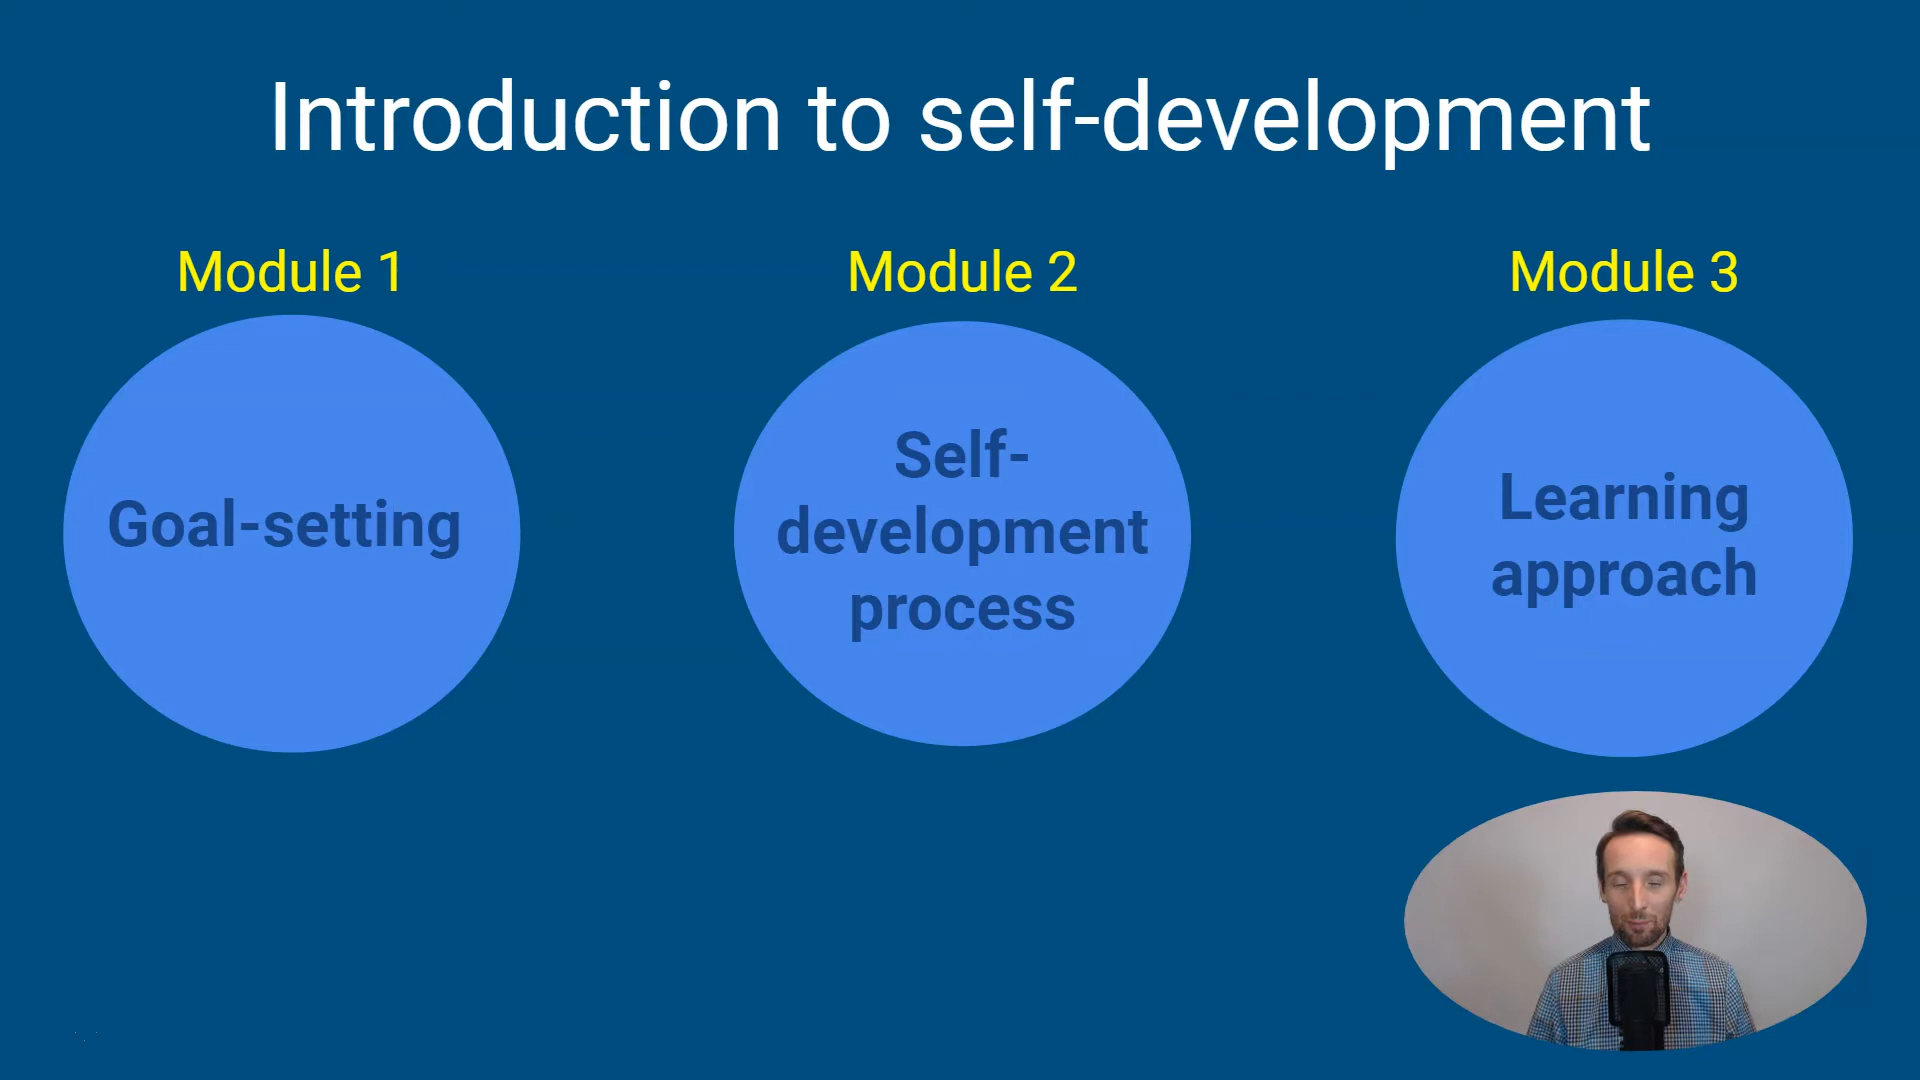 Introduction to self-development
Module 1
Module 2
Module 3
Goal-setting
Self-
development
process
Learning
approach